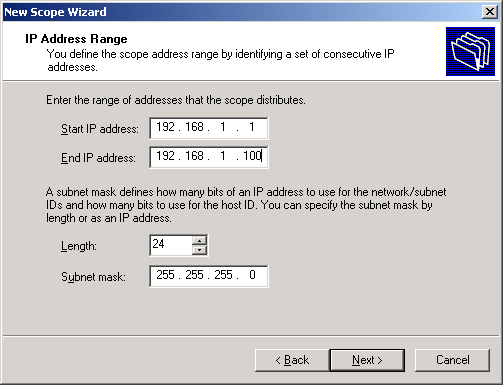 New Scope Wizard
IP Address Range
You define the scope address range by identifying a set of consecutive IP
addresses.
Enter the range of addresses that the scope distributes.
Start IP address: 192 . 168 . 1 . 1
End IP address: 192 . 168 . 1 . 100
A subnet mask defines how many bits of an IP address to use for the network/subnet
IDs and how many bits to use for the host ID. You can specify the subnet mask by
length or as an IP address.
Length: 24
Subnet mask: 255 . 255 . 255 . 0
< Back Next > Cancel